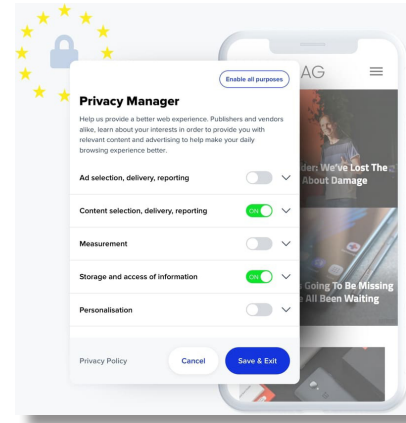 Enable all purposes
AG
Privacy Manager
Help us provide a better web experience. Publishers and vendors
alike, learn about your interests in order to provide you with
relevant content and advertising to help make your daily
browsing experience better.
Ad selection, delivery, reporting
Content selection, delivery, reporting
ON
Measurement
Storage and access of information
ON
Personalisation
Privacy Policy
Cancel
Save & Exit
der: We've Lost The
About Damage
Going To Be Missing
All Been Waiting